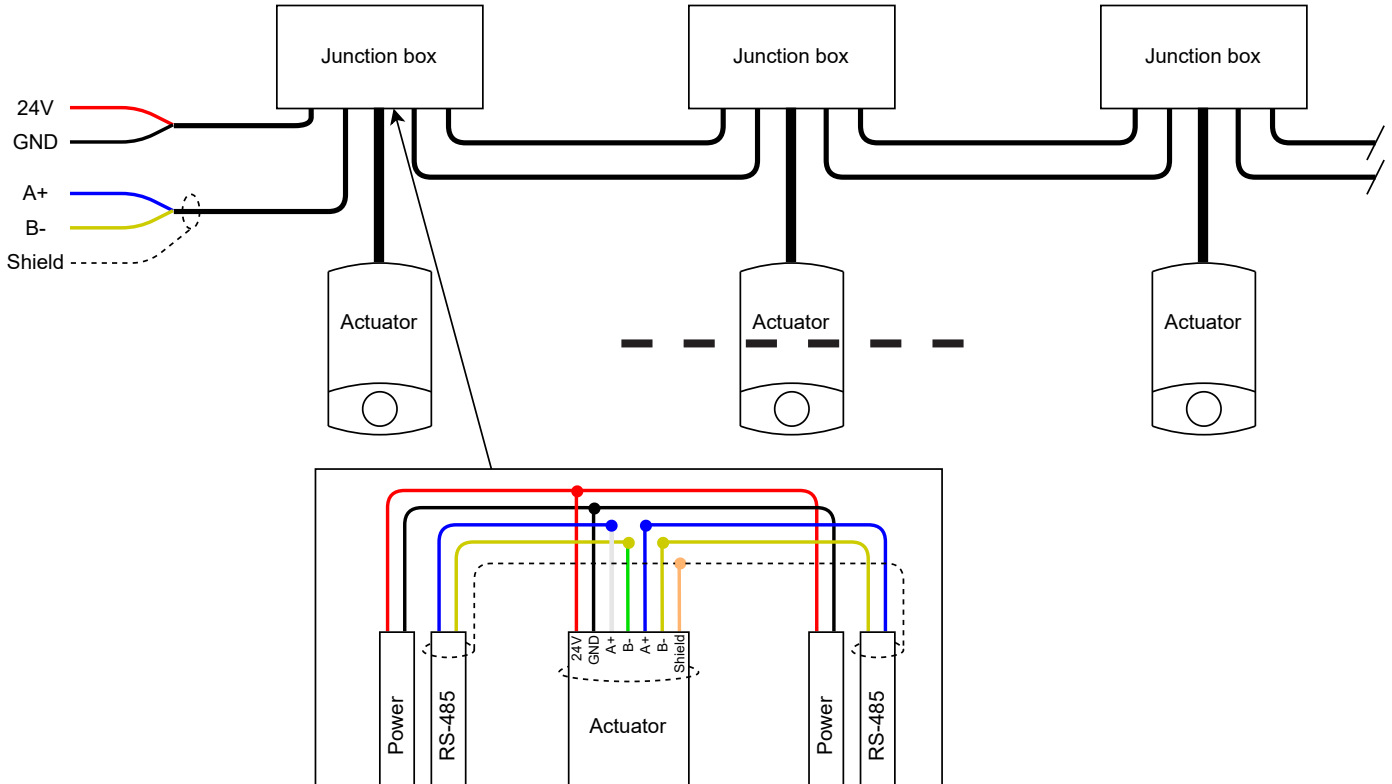 Junction box
Junction box
Junction box
24V
GND
A+
B-
Shield
Actuator
Actuator
Actuator
24V
GND
A+
B-
A+
B-
Shield
Power
RS-485
Actuator
Power
RS-485